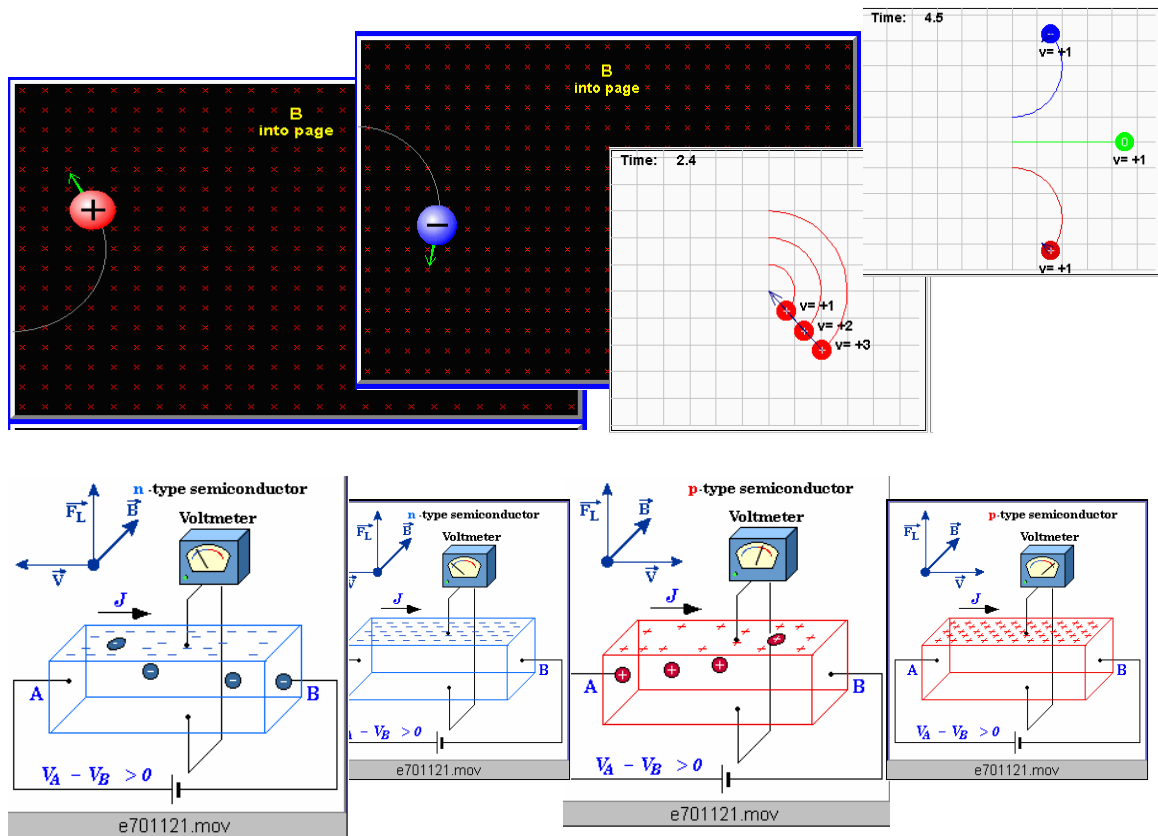 B
into page
+
B
into page
−
Time: 2.4
v= +1
v= +2
v= +3
Time: 4.5
−
v= +1
0
v= +1
+
v= +1
n -type semiconductor
F_L
B
V
Voltmeter
J
A
B
V_A − V_B > 0
e701121.mov
n -type semiconductor
F_L
B
Voltmeter
J
B
V_A − V_B > 0
e701121.mov
p-type semiconductor
F_L
B
V
Voltmeter
J
A
B
V_A − V_B > 0
e701121.mov
p-type semiconductor
F_L
B
V
Voltmeter
J
A
B
V_A − V_B > 0
e701121.mov